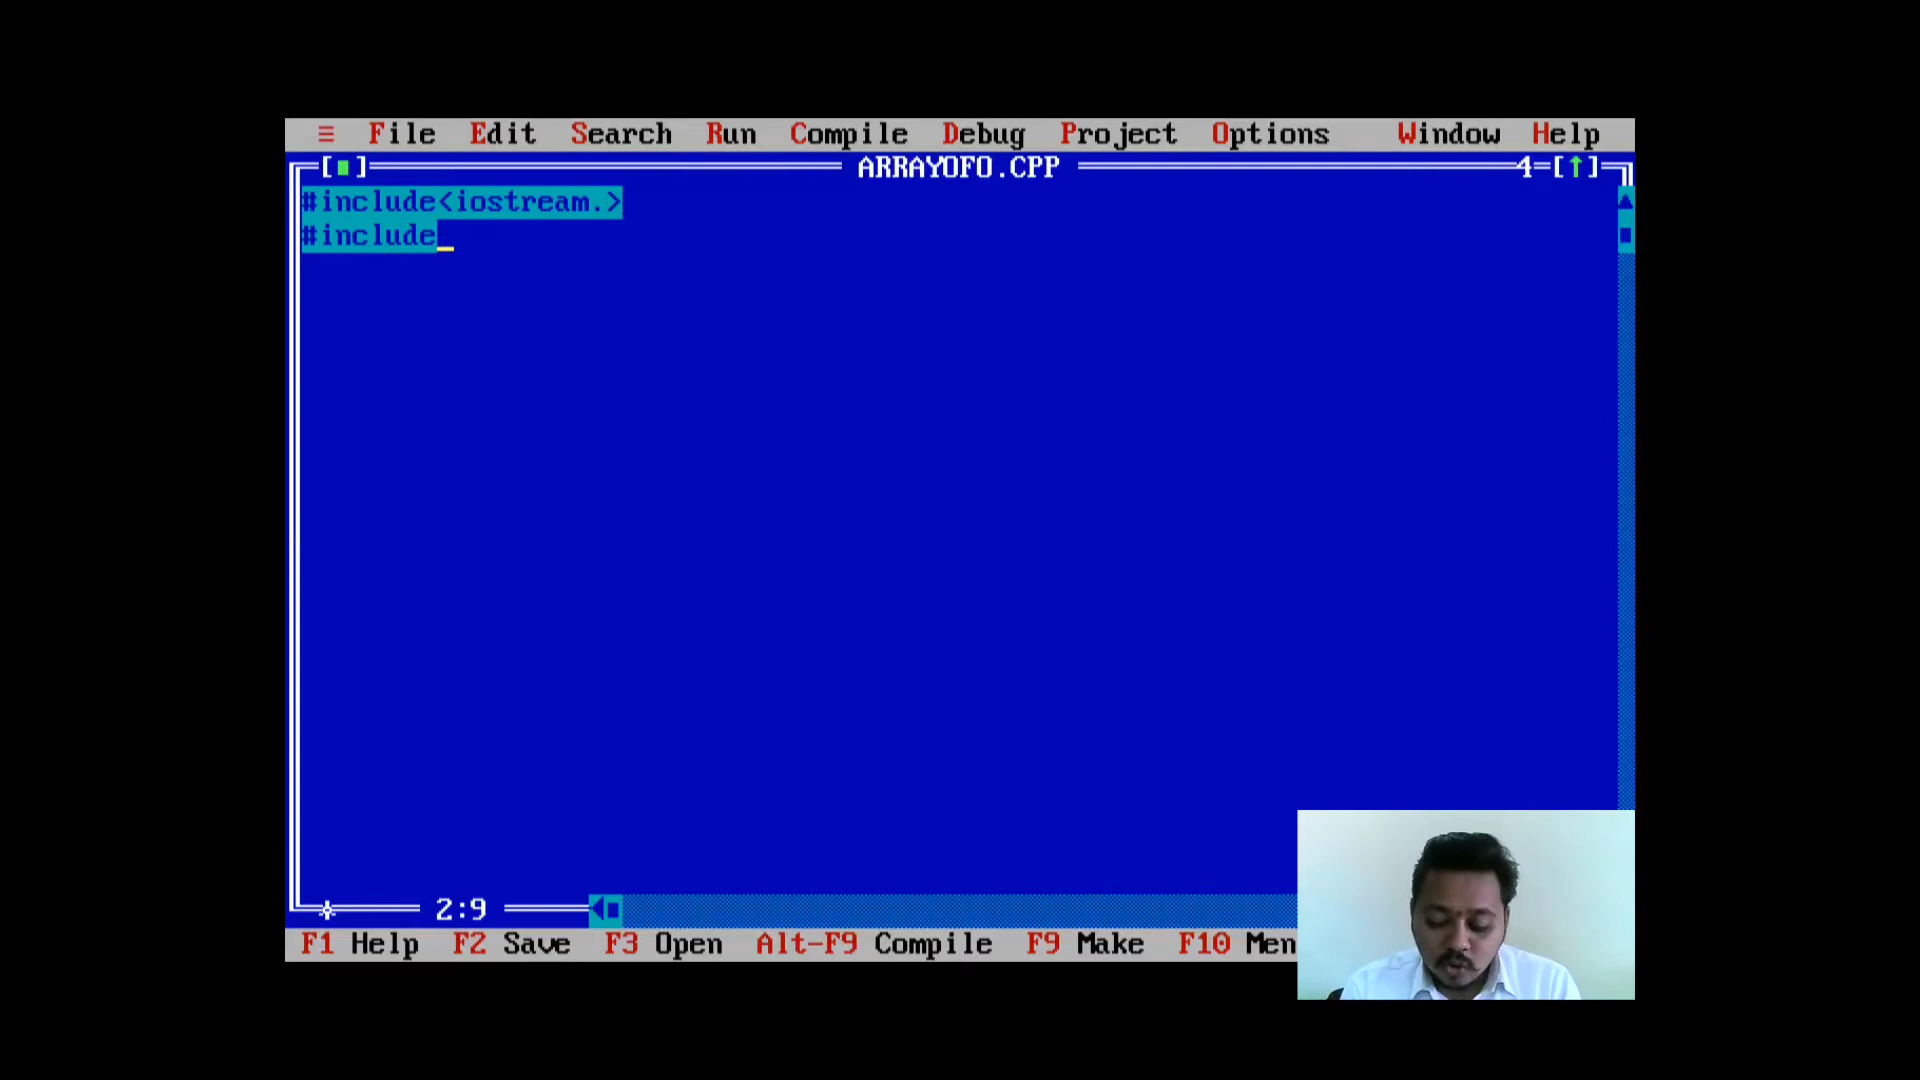 ≡ File Edit Search Run Compile Debug Project Options Window Help
[■] ARRAYOFO.CPP 4=[↑]
#include<iostream.>
#include_
2:9
F1 Help F2 Save F3 Open Alt-F9 Compile F9 Make F10 Men